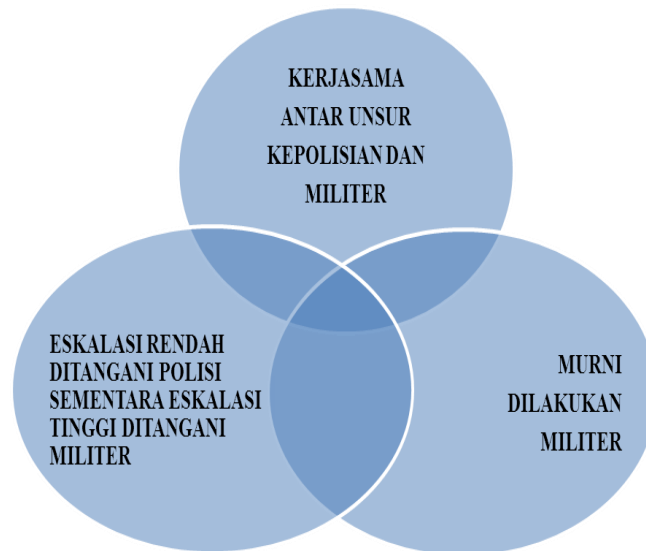 KERJASAMA
ANTAR UNSUR
KEPOLISIAN DAN
MILITER
ESKALASI RENDAH
DITANGANI POLISI
SEMENTARA ESKALASI
TINGGI DITANGANI
MILITER
MURNI
DILAKUKAN
MILITER